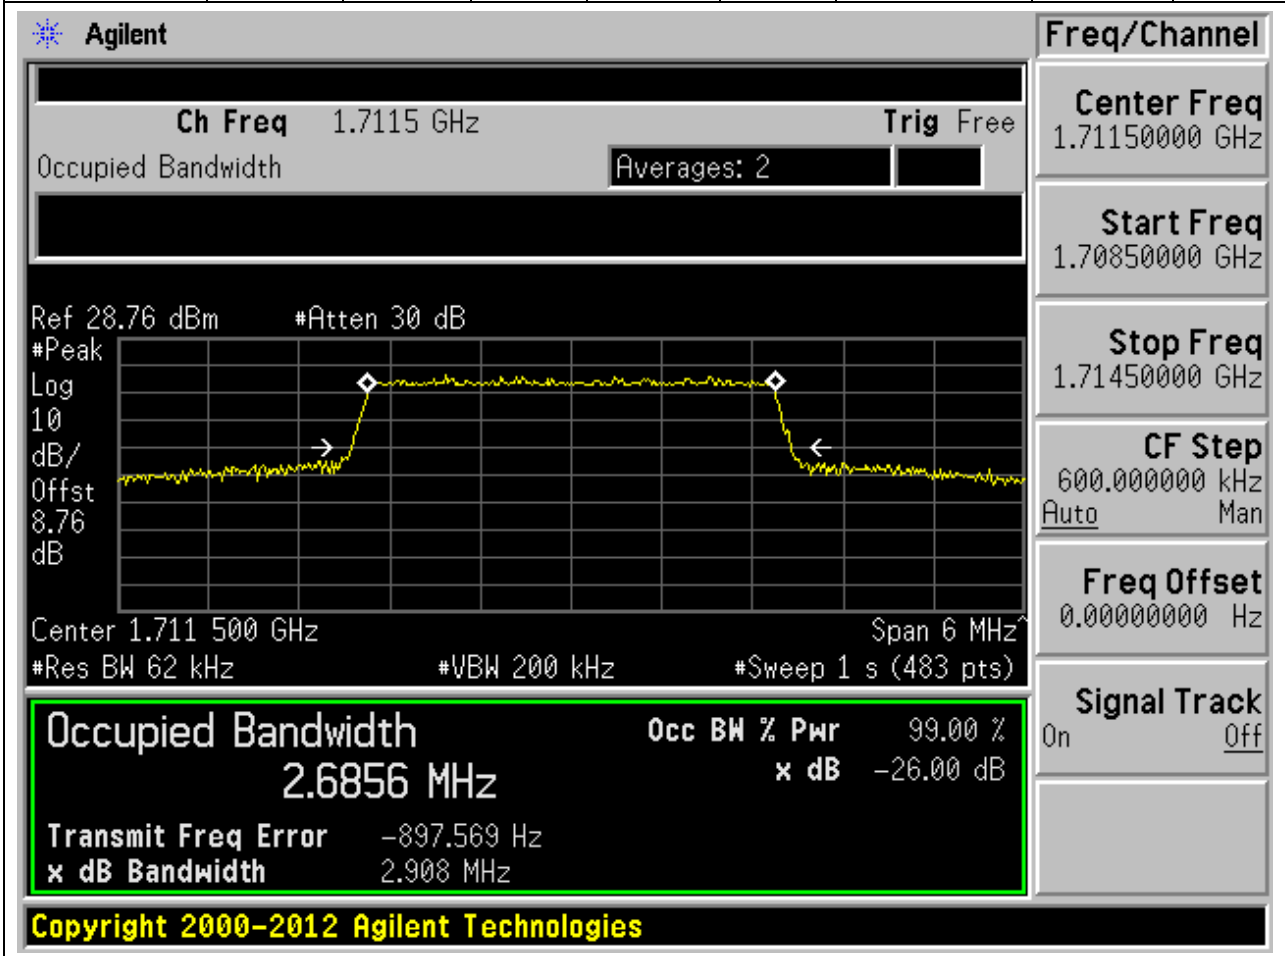 Agilent
Freq/Channel
Ch Freq 1.7115 GHz Trig Free
Occupied Bandwidth Averages: 2
Center Freq
1.71150000 GHz
Start Freq
1.70850000 GHz
Stop Freq
1.71450000 GHz
CF Step
600.000000 kHz
Auto Man
Freq Offset
0.00000000 Hz
Signal Track
On Off
Ref 28.76 dBm #Atten 30 dB
#Peak
Log
10
dB/
Offst
8.76
dB
Center 1.711 500 GHz Span 6 MHz^
#Res BW 62 kHz #VBW 200 kHz #Sweep 1 s (483 pts)
Occupied Bandwidth Occ BW % Pwr 99.00 %
2.6856 MHz x dB -26.00 dB
Transmit Freq Error -897.569 Hz
x dB Bandwidth 2.908 MHz
Copyright 2000-2012 Agilent Technologies